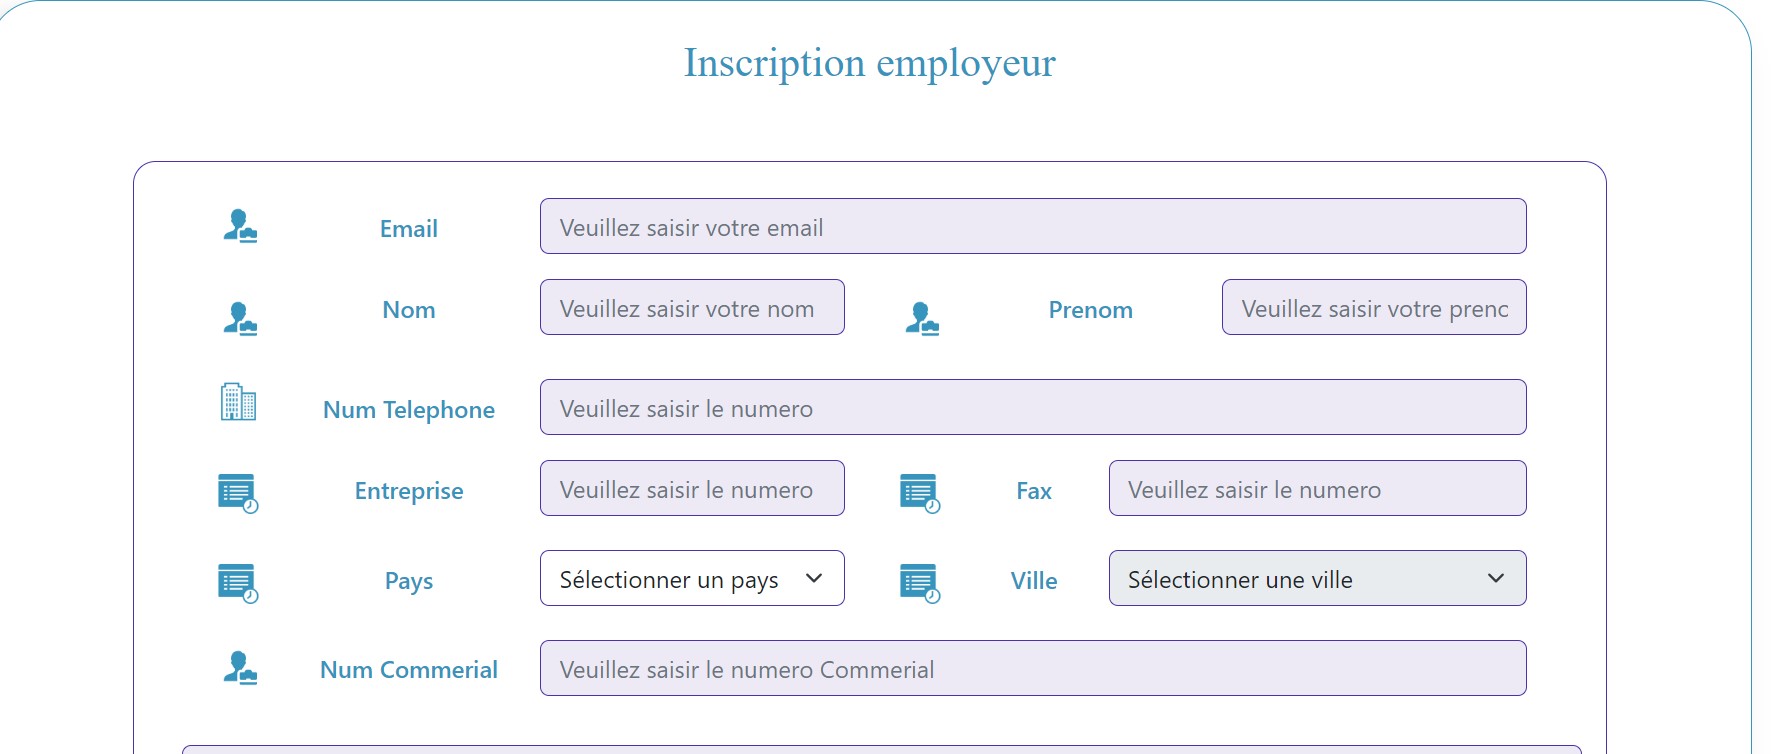 Inscription employeur
Email Veuillez saisir votre email
Nom Veuillez saisir votre nom Prenom Veuillez saisir votre prenc
Num Telephone Veuillez saisir le numero
Entreprise Veuillez saisir le numero Fax Veuillez saisir le numero
Pays Sélectionner un pays Ville Sélectionner une ville
Num Commerial Veuillez saisir le numero Commerial